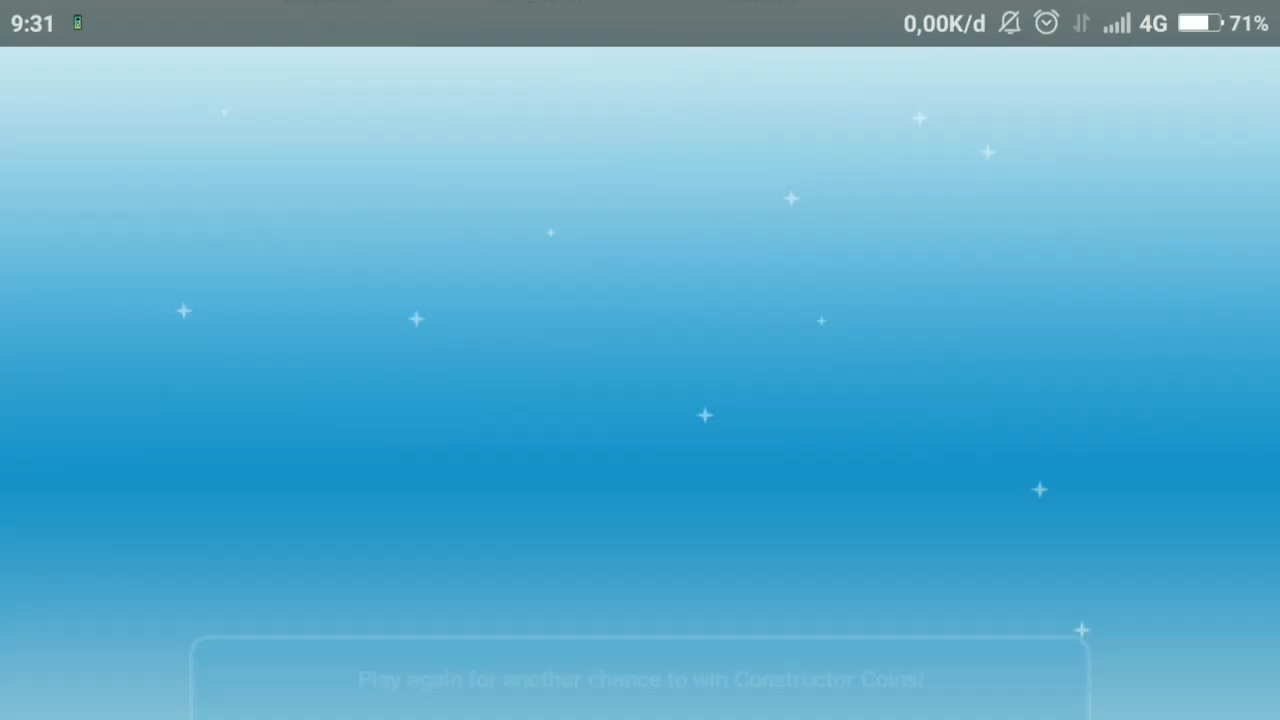 9:31 0,00K/d 4G 71%
Play again for another chance to win Constructor Coins!